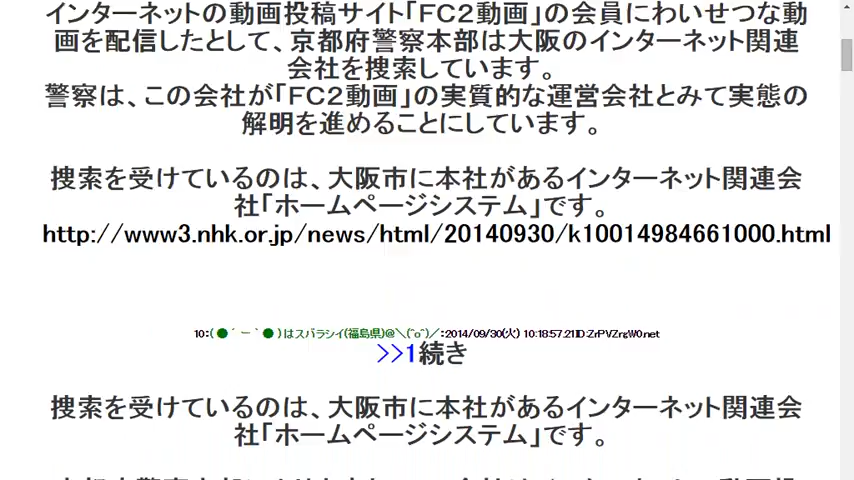 インターネットの動画投稿サイト「FC2動画」の会員にわいせつな動
画を配信したとして、京都府警察本部は大阪のインターネット関連
会社を捜索しています。
警察は、この会社が「FC2動画」の実質的な運営会社とみて実態の
解明を進めることにしています。
捜索を受けているのは、大阪市に本社があるインターネット関連会
社「ホームページシステム」です。
http://www3.nhk.or.jp/news/html/20140930/k10014984661000.html
10:(●´ー`●)はスバラシイ(福島県)@\(^o^)/:2014/09/30(火) 10:18:57.21ID:ZrPVZrgW0.net
>>1続き
捜索を受けているのは、大阪市に本社があるインターネット関連会
社「ホームページシステム」です。